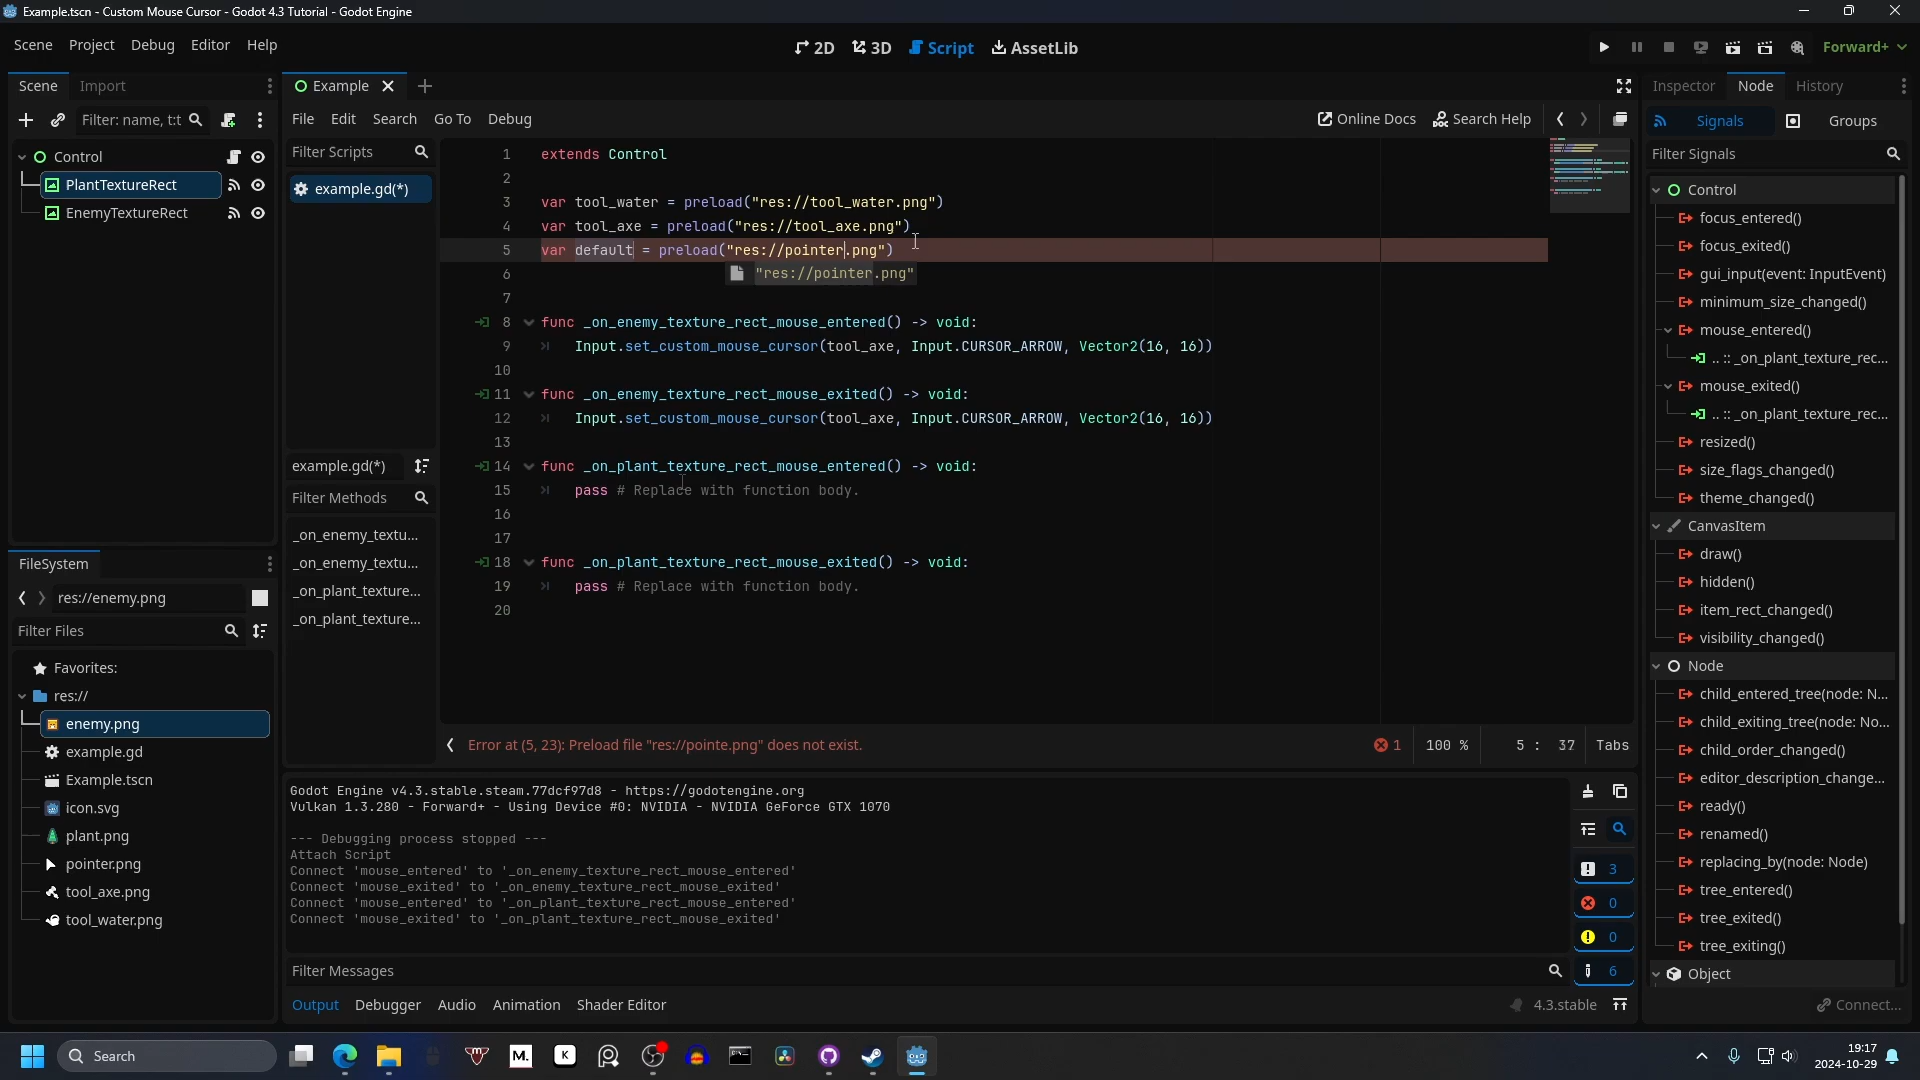 Example.tscn - Custom Mouse Cursor - Godot 4.3 Tutorial - Godot Engine
Scene Project Debug Editor Help
2D 3D Script AssetLib
Forward+
Scene Import
Filter: name, t:t
Control
PlantTextureRect
EnemyTextureRect
FileSystem
res://enemy.png
Filter Files
Favorites:
res://
enemy.png
example.gd
Example.tscn
icon.svg
plant.png
pointer.png
tool_axe.png
tool_water.png
Example
File Edit Search Go To Debug
Online Docs Search Help
Filter Scripts
example.gd(*)
example.gd(*)
Filter Methods
_on_enemy_textu...
_on_enemy_textu...
_on_plant_texture...
_on_plant_texture...
1 extends Control
2
3 var tool_water = preload("res://tool_water.png")
4 var tool_axe = preload("res://tool_axe.png")
5 var default = preload("res://pointer.png")
"res://pointer.png"
6
7
8 func _on_enemy_texture_rect_mouse_entered() -> void:
9 Input.set_custom_mouse_cursor(tool_axe, Input.CURSOR_ARROW, Vector2(16, 16))
10
11 func _on_enemy_texture_rect_mouse_exited() -> void:
12 Input.set_custom_mouse_cursor(tool_axe, Input.CURSOR_ARROW, Vector2(16, 16))
13
14 func _on_plant_texture_rect_mouse_entered() -> void:
15 pass # Replace with function body.
16
17
18 func _on_plant_texture_rect_mouse_exited() -> void:
19 pass # Replace with function body.
20
Error at (5, 23): Preload file "res://pointe.png" does not exist.
1 100 % 5 : 37 Tabs
Godot Engine v4.3.stable.steam.77dcf97d8 - https://godotengine.org
Vulkan 1.3.280 - Forward+ - Using Device #0: NVIDIA - NVIDIA GeForce GTX 1070
--- Debugging process stopped ---
Attach Script
Connect 'mouse_entered' to '_on_enemy_texture_rect_mouse_entered'
Connect 'mouse_exited' to '_on_enemy_texture_rect_mouse_exited'
Connect 'mouse_entered' to '_on_plant_texture_rect_mouse_entered'
Connect 'mouse_exited' to '_on_plant_texture_rect_mouse_exited'
3
0
0
6
Filter Messages
Output Debugger Audio Animation Shader Editor
4.3.stable
Inspector Node History
Signals Groups
Filter Signals
Control
focus_entered()
focus_exited()
gui_input(event: InputEvent)
minimum_size_changed()
mouse_entered()
.. :: _on_plant_texture_rec...
mouse_exited()
.. :: _on_plant_texture_rec...
resized()
size_flags_changed()
theme_changed()
CanvasItem
draw()
hidden()
item_rect_changed()
visibility_changed()
Node
child_entered_tree(node: N...
child_exiting_tree(node: No...
child_order_changed()
editor_description_change...
ready()
renamed()
replacing_by(node: Node)
tree_entered()
tree_exited()
tree_exiting()
Object
Connect...
Search
M.
K
19:17
2024-10-29